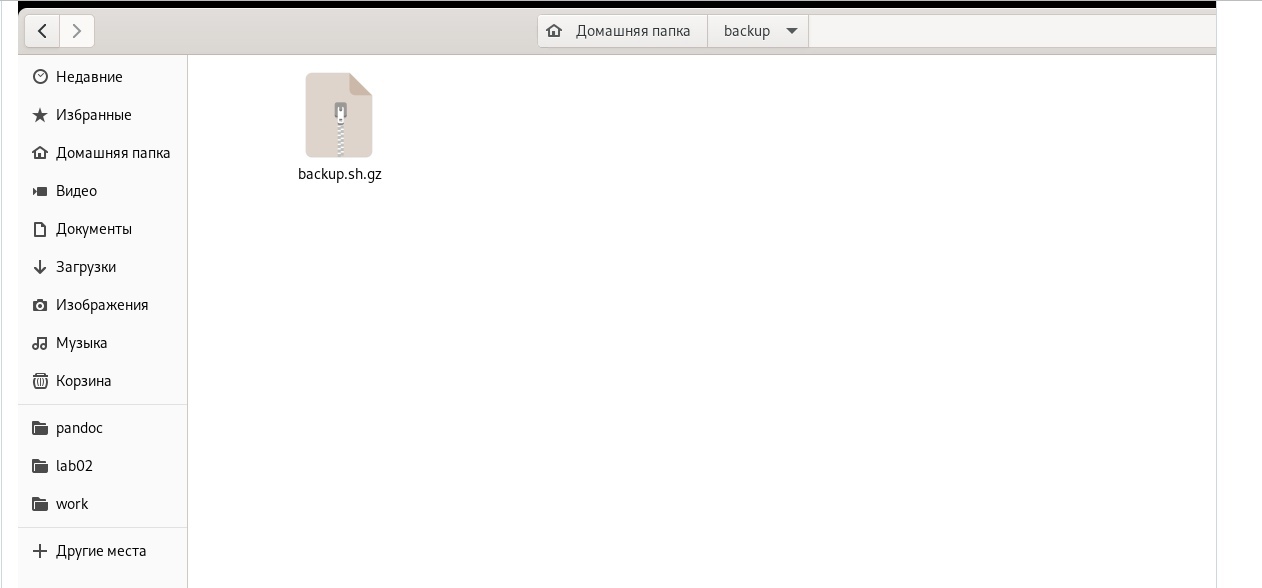 Домашняя папка
backup
Недавние
Избранные
Домашняя папка
Видео
Документы
Загрузки
Изображения
Музыка
Корзина
pandoc
lab02
work
Другие места
backup.sh.gz